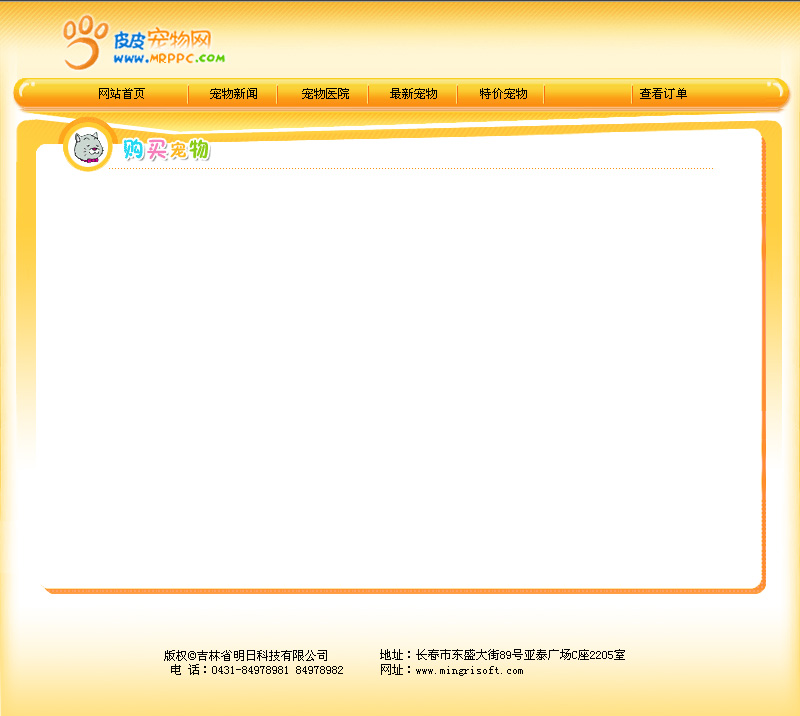 皮皮宠物网
www.MRPPC.COM
网站首页 宠物新闻 宠物医院 最新宠物 特价宠物 查看订单
购买宠物
版权©吉林省明日科技有限公司 地址：长春市东盛大街89号亚泰广场C座2205室
电 话：0431-84978981 84978982 网址：www.mingrisoft.com